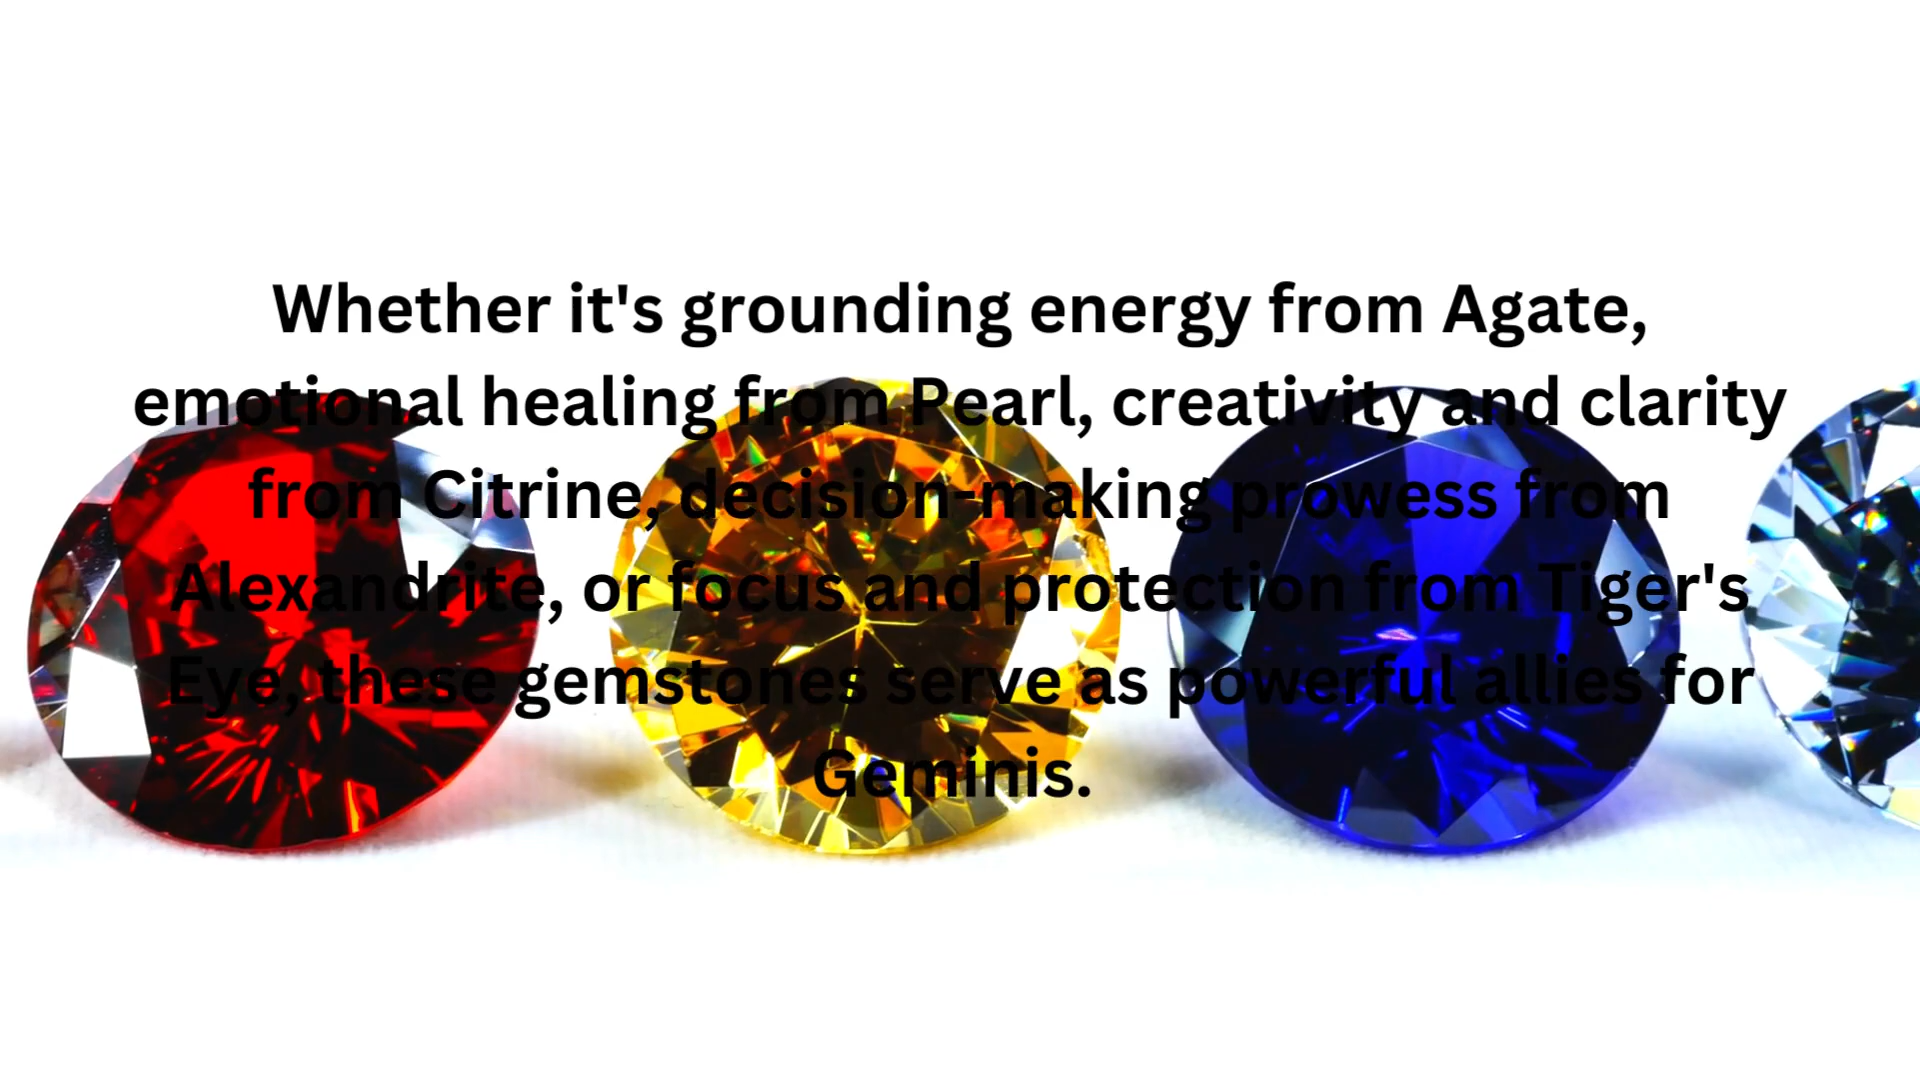 Whether it's grounding energy from Agate,
emotional healing from Pearl, creativity and clarity
from Citrine, decision-making prowess from
Alexandrite, or focus and protection from Tiger's
Eye, these gemstones serve as powerful allies for
Geminis.